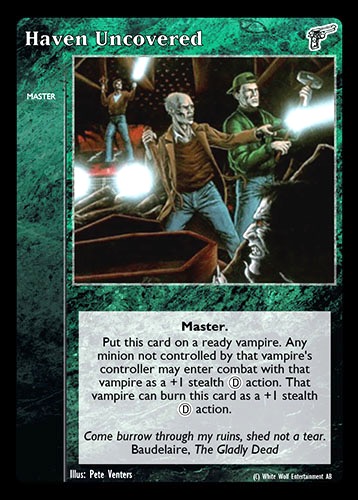 Haven Uncovered
MASTER
Master.
Put this card on a ready vampire. Any
minion not controlled by that vampire's
controller may enter combat with that
vampire as a +1 stealth Ⓓ action. That
vampire can burn this card as a +1 stealth
Ⓓ action.
Come burrow through my ruins, shed not a tear.
Baudelaire, The Gladly Dead
Illus: Pete Venters
(C) White Wolf Entertainment AB